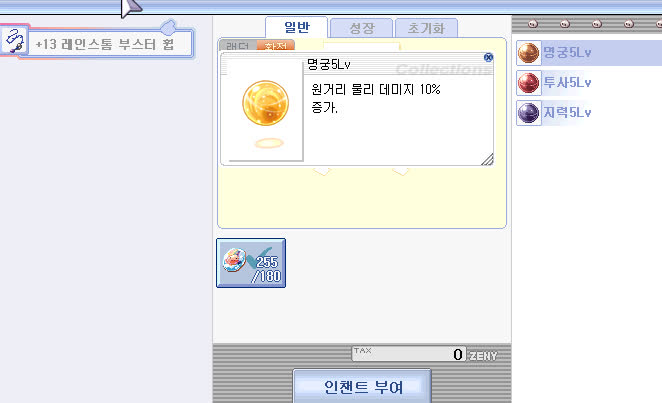 일반 성장 초기화
+13 레인스톰 부스터 휩
랜덤 확정
명궁5Lv
Collections
원거리 물리 데미지 10%
증가.
명궁5Lv
투사5Lv
지력5Lv
255
/180
TAX 0 ZENY
인챈트 부여